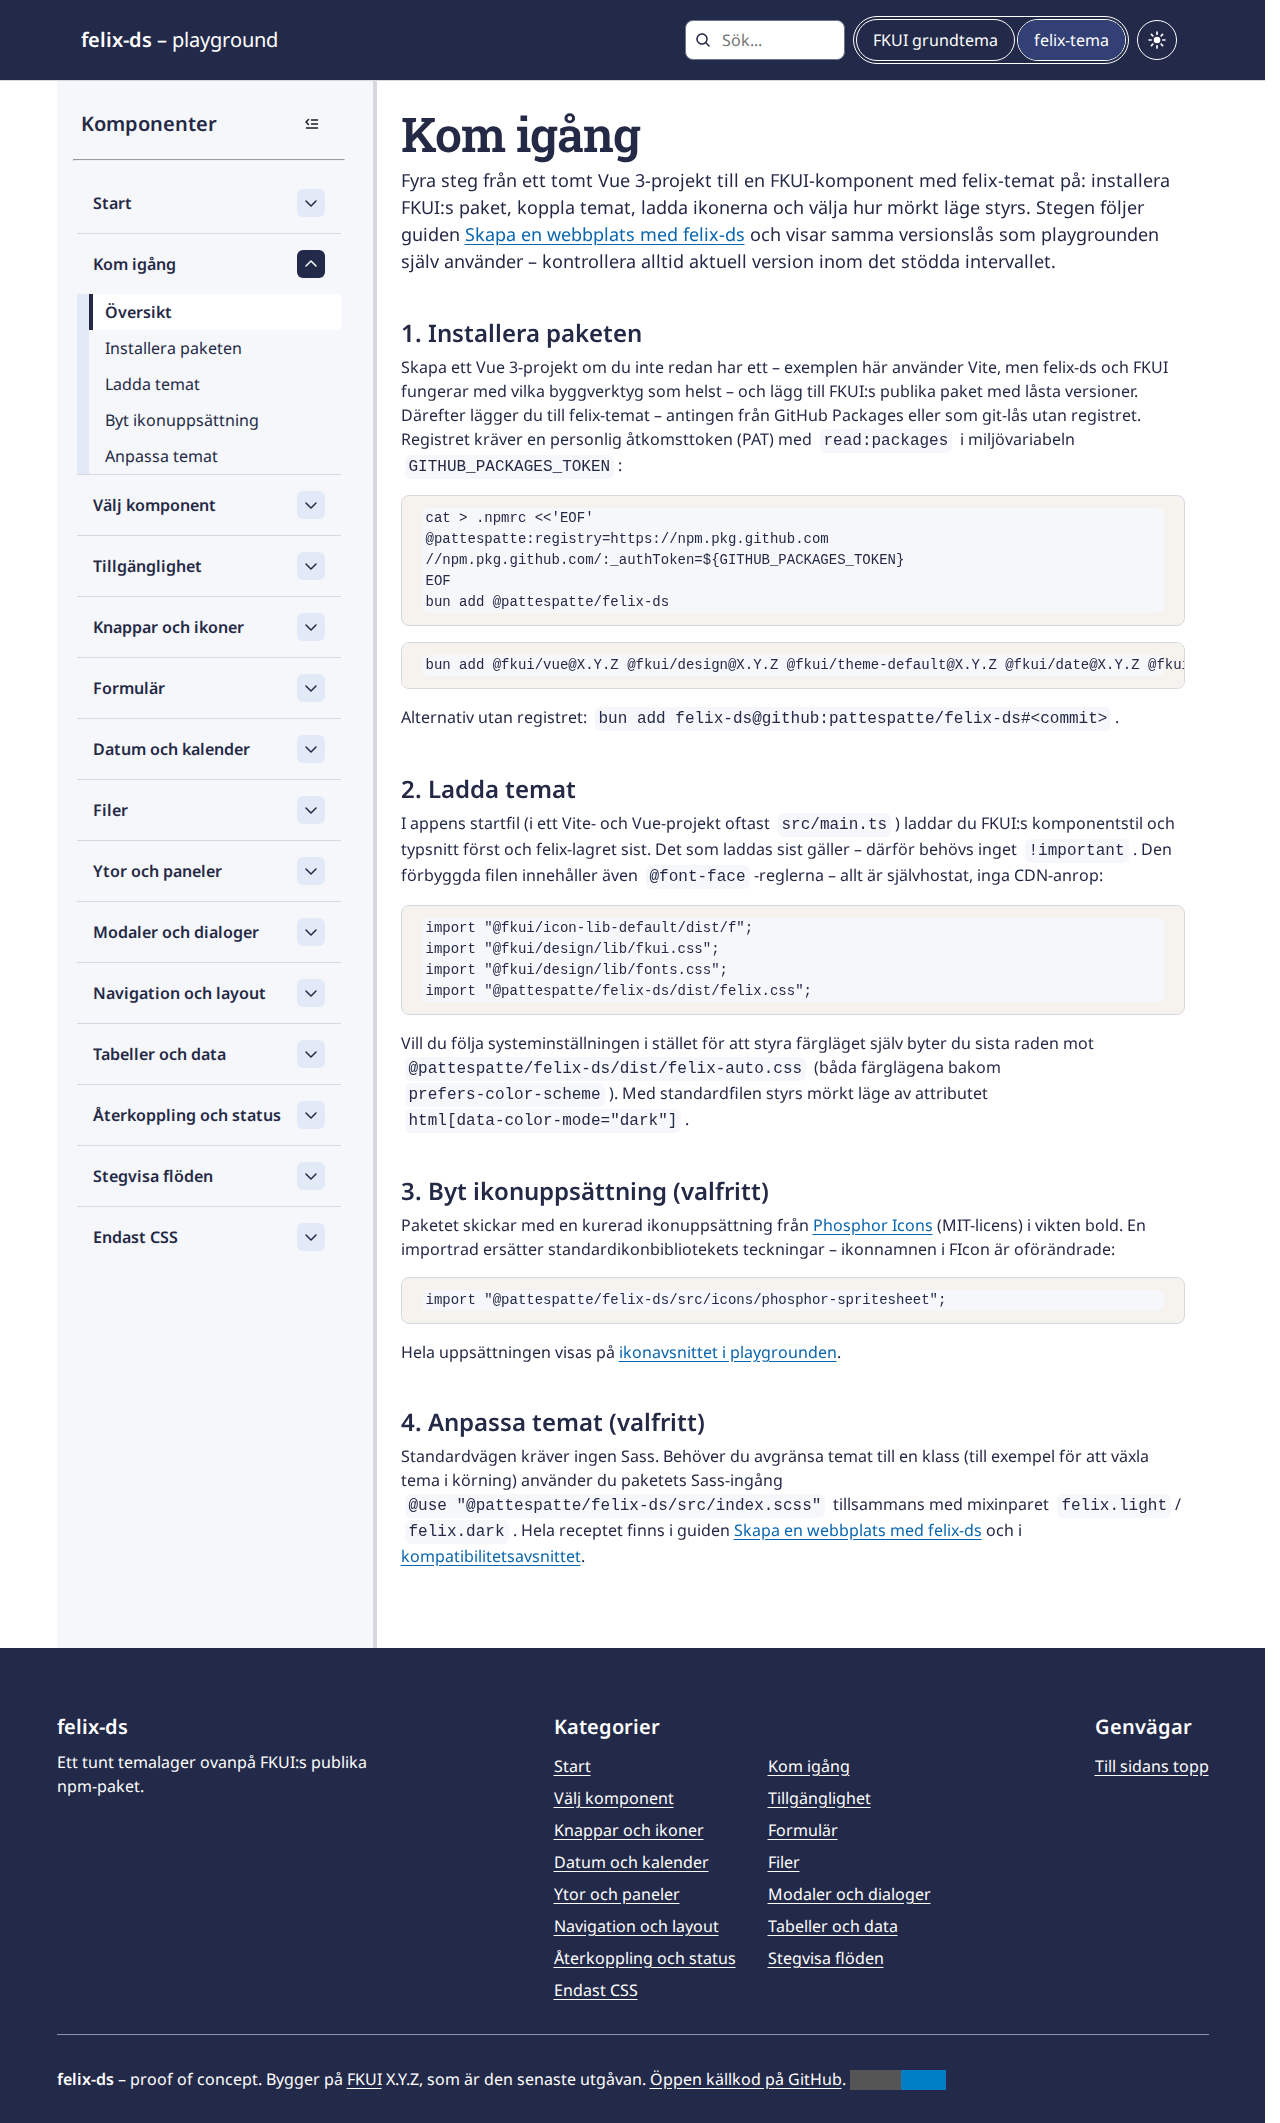 felix-ds – playground
Sök...
FKUI grundtema
felix-tema
Komponenter
Start
Kom igång
Översikt
Installera paketen
Ladda temat
Byt ikonuppsättning
Anpassa temat
Välj komponent
Tillgänglighet
Knappar och ikoner
Formulär
Datum och kalender
Filer
Ytor och paneler
Modaler och dialoger
Navigation och layout
Tabeller och data
Återkoppling och status
Stegvisa flöden
Endast CSS
Kom igång
Fyra steg från ett tomt Vue 3-projekt till en FKUI-komponent med felix-temat på: installera
FKUI:s paket, koppla temat, ladda ikonerna och välja hur mörkt läge styrs. Stegen följer
guiden Skapa en webbplats med felix-ds och visar samma versionslås som playgrounden
själv använder – kontrollera alltid aktuell version inom det stödda intervallet.
1. Installera paketen
Skapa ett Vue 3-projekt om du inte redan har ett – exemplen här använder Vite, men felix-ds och FKUI
fungerar med vilka byggverktyg som helst – och lägg till FKUI:s publika paket med låsta versioner.
Därefter lägger du till felix-temat – antingen från GitHub Packages eller som git-lås utan registret.
Registret kräver en personlig åtkomsttoken (PAT) med read:packages i miljövariabeln
GITHUB_PACKAGES_TOKEN :
cat > .npmrc <<'EOF'
@pattespatte:registry=https://npm.pkg.github.com
//npm.pkg.github.com/:_authToken=${GITHUB_PACKAGES_TOKEN}
EOF
bun add @pattespatte/felix-ds
bun add @fkui/vue@X.Y.Z @fkui/design@X.Y.Z @fkui/theme-default@X.Y.Z @fkui/date@X.Y.Z @fkui
Alternativ utan registret: bun add felix-ds@github:pattespatte/felix-ds#<commit> .
2. Ladda temat
I appens startfil (i ett Vite- och Vue-projekt oftast src/main.ts ) laddar du FKUI:s komponentstil och
typsnitt först och felix-lagret sist. Det som laddas sist gäller – därför behövs inget !important . Den
förbyggda filen innehåller även @font-face -reglerna – allt är självhostat, inga CDN-anrop:
import "@fkui/icon-lib-default/dist/f";
import "@fkui/design/lib/fkui.css";
import "@fkui/design/lib/fonts.css";
import "@pattespatte/felix-ds/dist/felix.css";
Vill du följa systeminställningen i stället för att styra färgläget själv byter du sista raden mot
@pattespatte/felix-ds/dist/felix-auto.css (båda färglägena bakom
prefers-color-scheme ). Med standardfilen styrs mörkt läge av attributet
html[data-color-mode="dark"] .
3. Byt ikonuppsättning (valfritt)
Paketet skickar med en kurerad ikonuppsättning från Phosphor Icons (MIT-licens) i vikten bold. En
importrad ersätter standardikonbibliotekets teckningar – ikonnamnen i FIcon är oförändrade:
import "@pattespatte/felix-ds/src/icons/phosphor-spritesheet";
Hela uppsättningen visas på ikonavsnittet i playgrounden.
4. Anpassa temat (valfritt)
Standardvägen kräver ingen Sass. Behöver du avgränsa temat till en klass (till exempel för att växla
tema i körning) använder du paketets Sass-ingång
@use "@pattespatte/felix-ds/src/index.scss" tillsammans med mixinparet felix.light /
felix.dark . Hela receptet finns i guiden Skapa en webbplats med felix-ds och i
kompatibilitetsavsnittet.
felix-ds
Ett tunt temalager ovanpå FKUI:s publika
npm-paket.
Kategorier
Start
Kom igång
Välj komponent
Tillgänglighet
Knappar och ikoner
Formulär
Datum och kalender
Filer
Ytor och paneler
Modaler och dialoger
Navigation och layout
Tabeller och data
Återkoppling och status
Stegvisa flöden
Endast CSS
Genvägar
Till sidans topp
felix-ds – proof of concept. Bygger på FKUI X.Y.Z, som är den senaste utgåvan. Öppen källkod på GitHub.